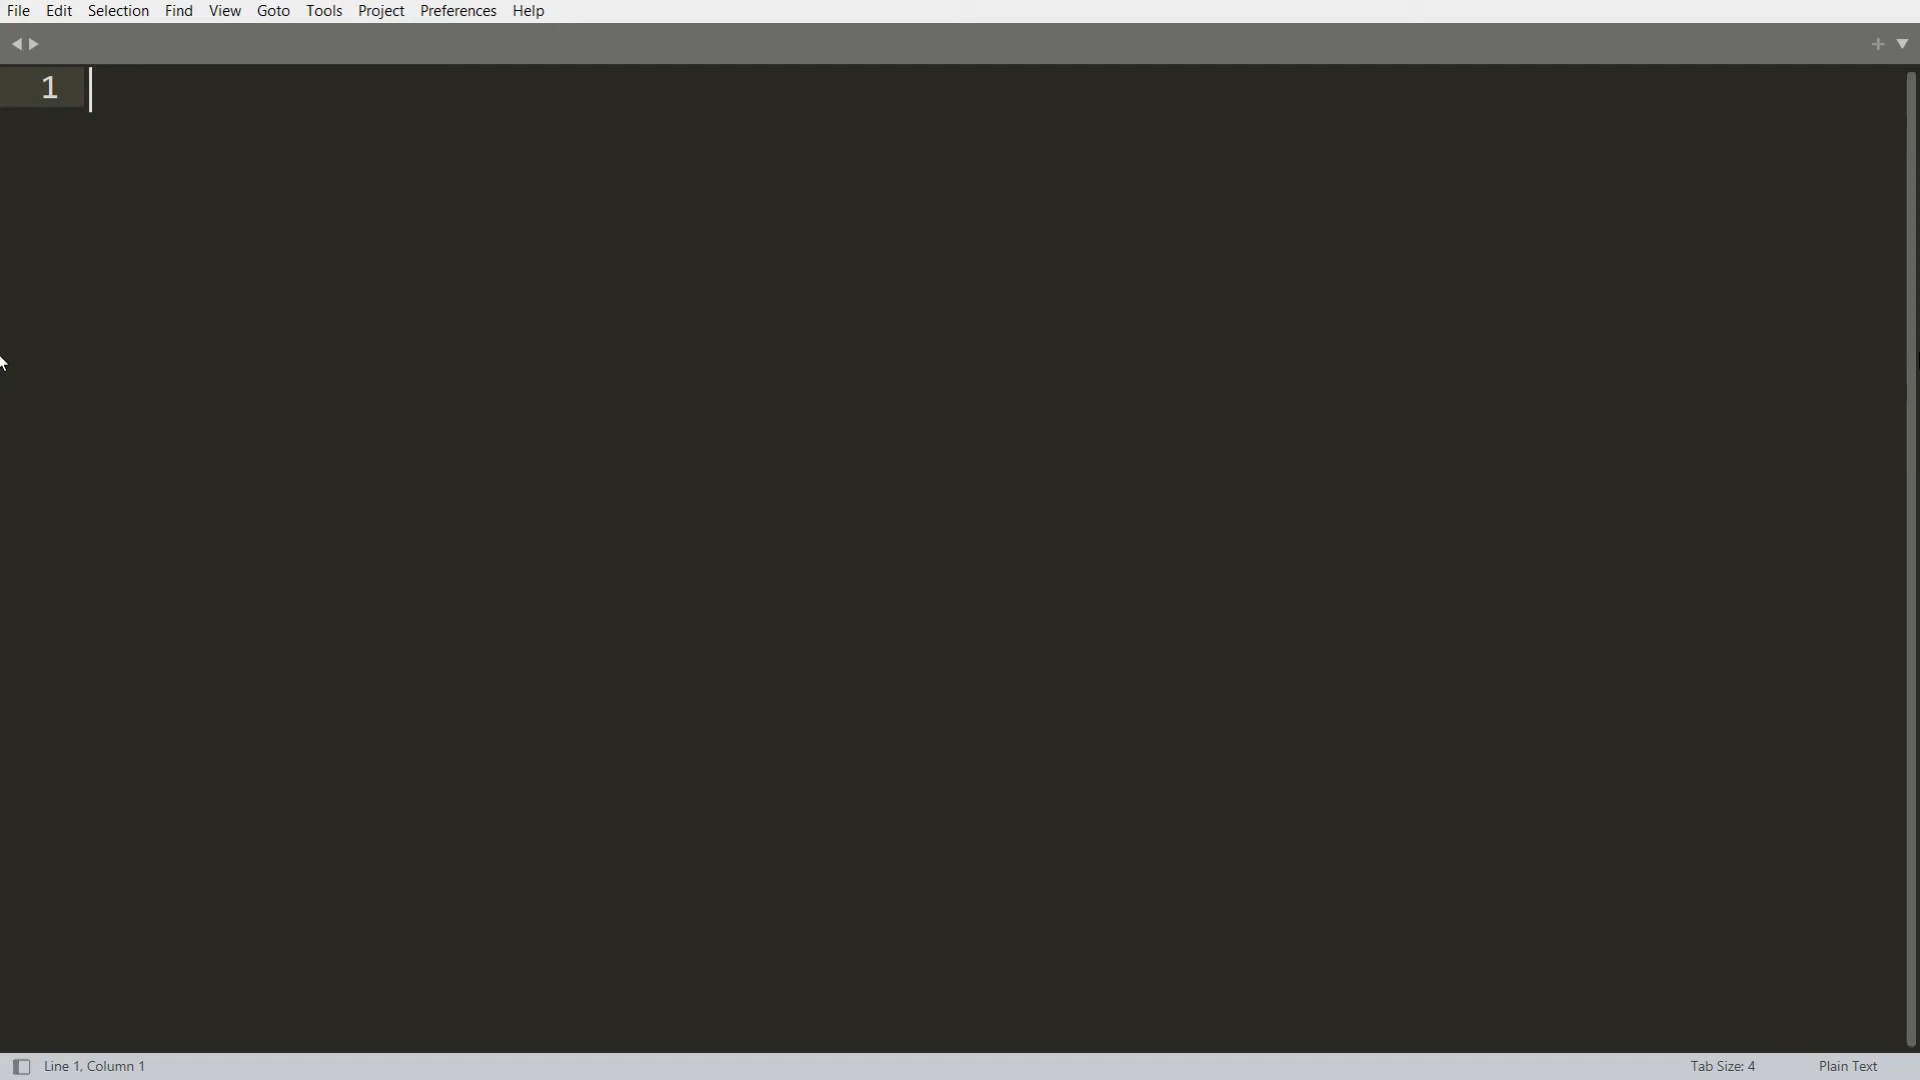 File Edit Selection Find View Goto Tools Project Preferences Help
1
Line 1, Column 1 Tab Size: 4 Plain Text